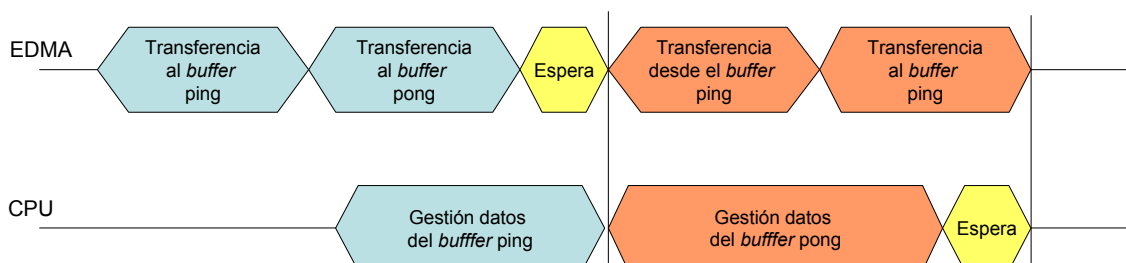 EDMA
Transferencia
al buffer
ping
Transferencia
al buffer
pong
Espera
Transferencia
desde el buffer
ping
Transferencia
al buffer
ping
CPU
Gestión datos
del bufffer ping
Gestión datos
del bufffer pong
Espera